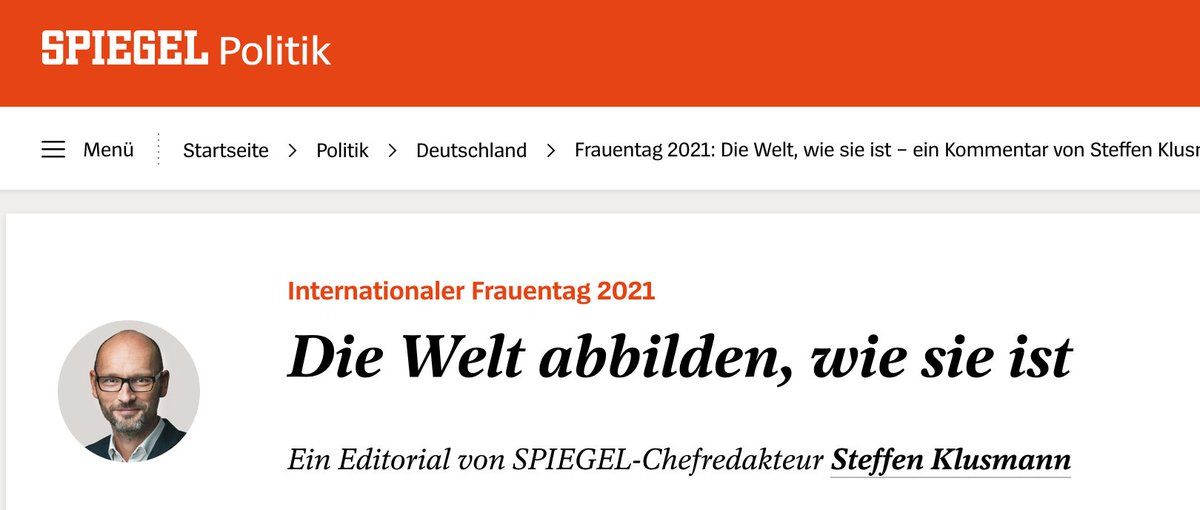 SPIEGEL Politik
Menü Startseite > Politik > Deutschland > Frauentag 2021: Die Welt, wie sie ist – ein Kommentar von Steffen
Internationaler Frauentag 2021
Die Welt abbilden, wie sie ist
Ein Editorial von SPIEGEL-Chefredakteur Steffen Klusmann